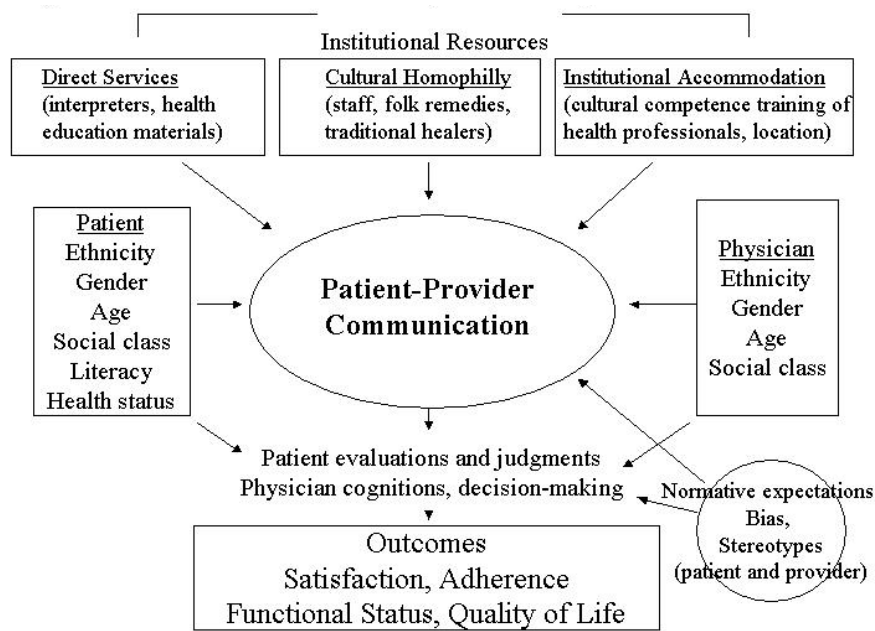 Institutional Resources
Direct Services
(interpreters, health
education materials)
Cultural Homophilly
(staff, folk remedies,
traditional healers)
Institutional Accommodation
(cultural competence training of
health professionals, location)
Patient
Ethnicity
Gender
Age
Social class
Literacy
Health status
Patient-Provider
Communication
Physician
Ethnicity
Gender
Age
Social class
Patient evaluations and judgments
Physician cognitions, decision-making
Normative expectations
Bias,
Stereotypes
(patient and provider)
Outcomes
Satisfaction, Adherence
Functional Status, Quality of Life